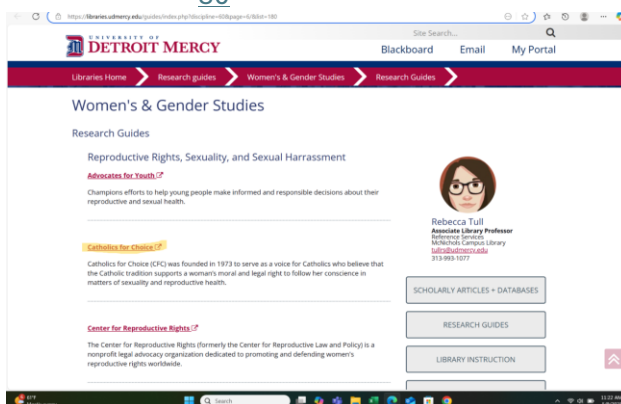 https://libraries.udmercy.edu/guides/index.php?discipline=60&page=6&list=180
Site Search...
UNIVERSITY OF
DETROIT MERCY
Blackboard Email My Portal
Libraries Home Research guides Women's & Gender Studies Research Guides
Women's & Gender Studies
Research Guides
Reproductive Rights, Sexuality, and Sexual Harrassment
Advocates for Youth
Champions efforts to help young people make informed and responsible decisions about their
reproductive and sexual health.
Catholics for Choice
Catholics for Choice (CFC) was founded in 1973 to serve as a voice for Catholics who believe that
the Catholic tradition supports a woman's moral and legal right to follow her conscience in
matters of sexuality and reproductive health.
Center for Reproductive Rights
The Center for Reproductive Rights (formerly the Center for Reproductive Law and Policy) is a
nonprofit legal advocacy organization dedicated to promoting and defending women's
reproductive rights worldwide.
Rebecca Tull
Associate Library Professor
Reference Services
McNichols Campus Library
tullrs@udmercy.edu
313-993-1077
SCHOLARLY ARTICLES + DATABASES
RESEARCH GUIDES
LIBRARY INSTRUCTION
Search
11:22 AM